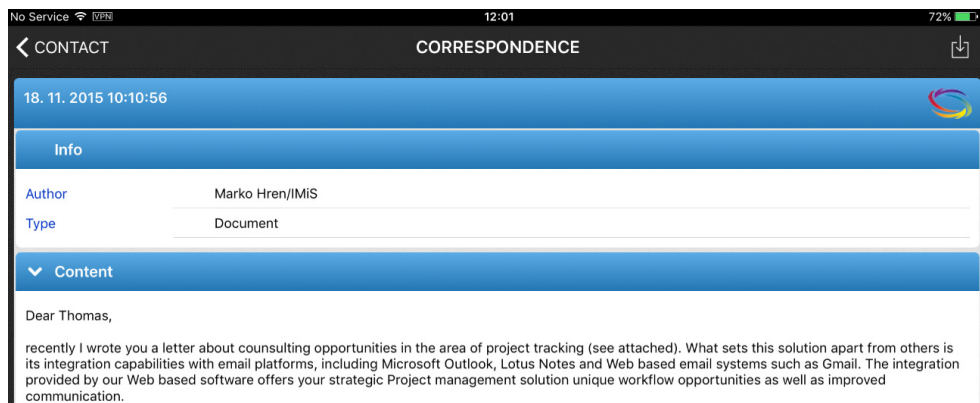 No Service VPN 12:01 72%
CONTACT CORRESPONDENCE
18. 11. 2015 10:10:56
Info
Author Marko Hren/IMiS
Type Document
Content
Dear Thomas,
recently I wrote you a letter about counsulting opportunities in the area of project tracking (see attached). What sets this solution apart from others is
its integration capabilities with email platforms, including Microsoft Outlook, Lotus Notes and Web based email systems such as Gmail. The integration
provided by our Web based software offers your strategic Project management solution unique workflow opportunities as well as improved
communication.